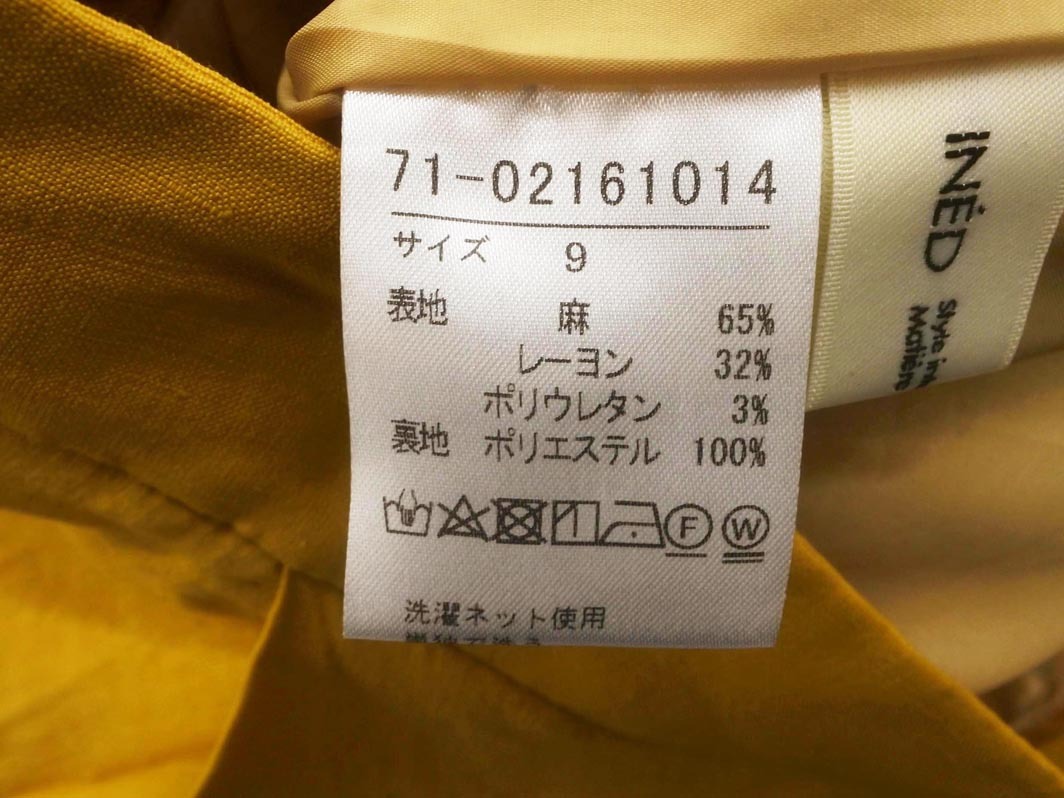 71-02161014
サイズ 9
表地 麻 65%
レーヨン 32%
ポリウレタン 3%
裏地 ポリエステル 100%
F W
洗濯ネット使用
INÉD
Style
Matière